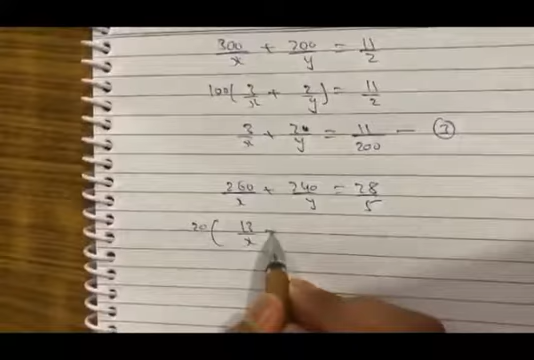 300/x + 200/y = 11/2
100(3/x + 2/y) = 11/2
3/x + 2/y = 11/200 — ③
260/x + 240/y = 28/5
20(13/x